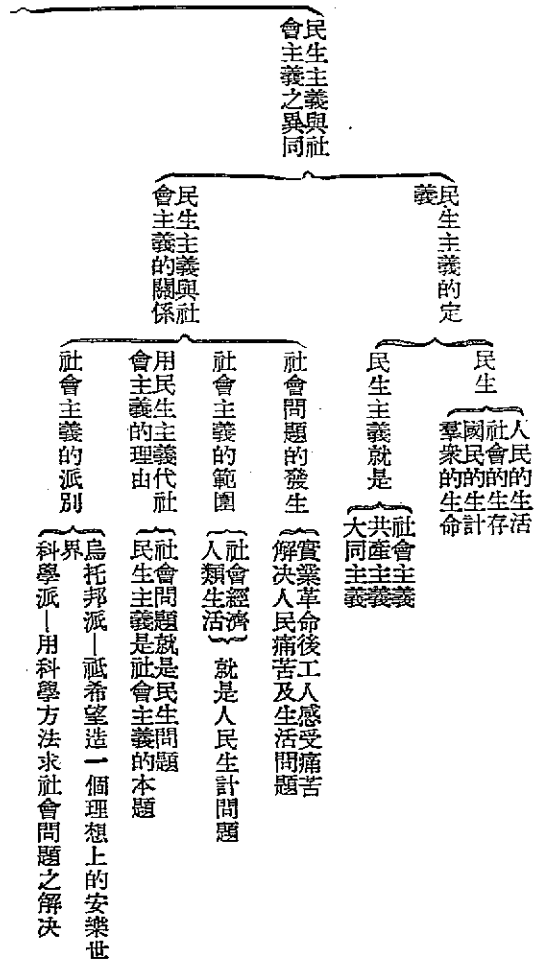 民生主義與社
會主義之異同
民生主義的定
義
民生
人民的生活
社會的生存
國民的生計
羣衆的生命
民生主義就是
社會主義
共產主義
大同主義
民生主義與社
會主義的關係
社會問題的發生
實業革命後工人感受痛苦
解决人民痛苦及生活問題
社會主義的範圍
社會經濟
人類生活
就是人民生計問題
用民生主義代社
會主義的理由
社會問題就是民生問題
民生主義是社會主義的本題
社會主義的派別
烏托邦派—祗希望造一個理想上的安樂世
界
科學派—用科學方法求社會問題之解决